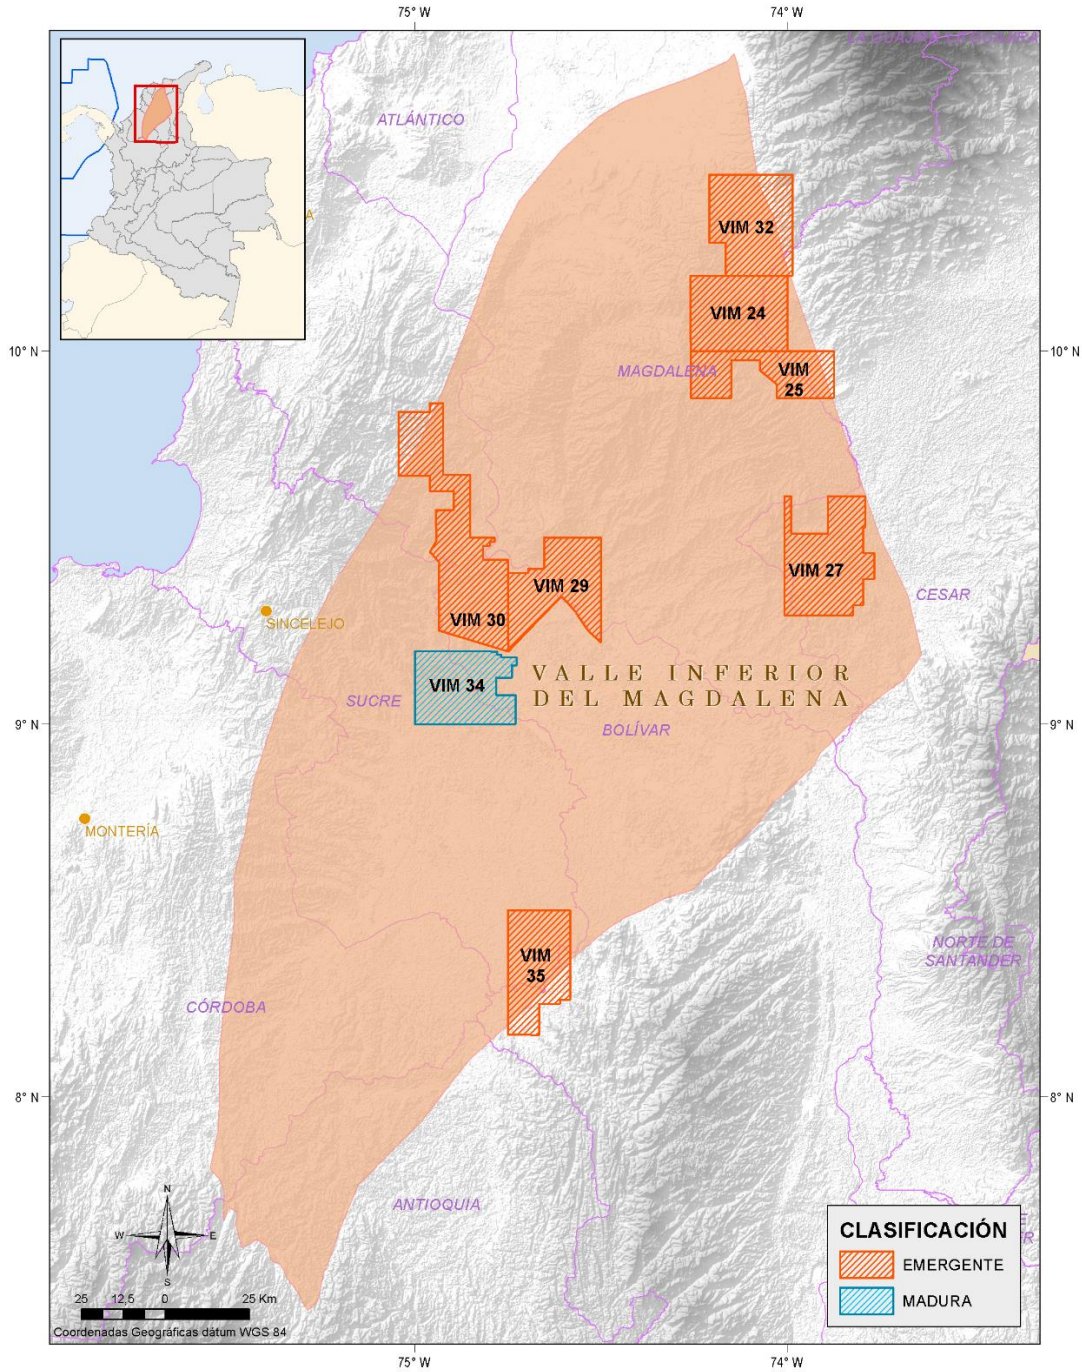 75° W
74° W
LA GUAJIRA
ATLÁNTICO
A
VIM 32
VIM 24
10° N
10° N
MAGDALENA
VIM
25
VIM 27
VIM 29
CESAR
SINCELEJO
VIM 30
VALLE INFERIOR
DEL MAGDALENA
VIM 34
SUCRE
9° N
9° N
BOLÍVAR
MONTERÍA
VIM
35
NORTE DE
SANTANDER
CÓRDOBA
8° N
8° N
ANTIOQUIA
N
W
E
S
CLASIFICACIÓN
EMERGENTE
MADURA
25
12,5
0
25 Km
Coordenadas Geográficas dátum WGS 84
75° W
74° W